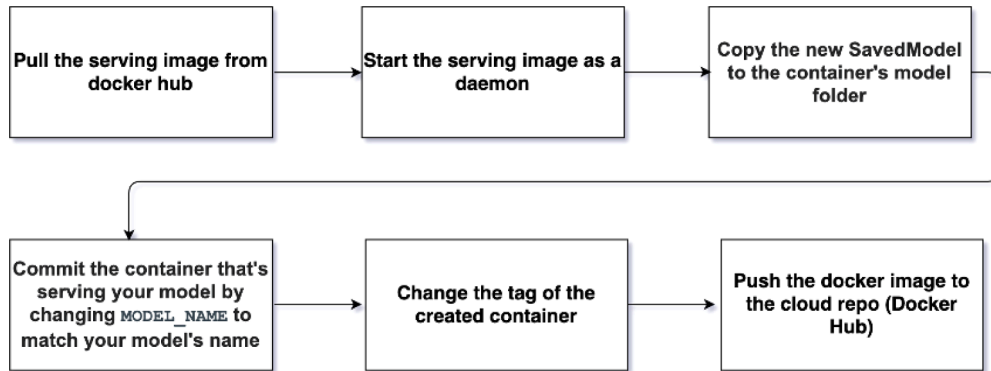 Pull the serving image from
docker hub
Start the serving image as a
daemon
Copy the new SavedModel
to the container's model
folder
Commit the container that's
serving your model by
changing MODEL_NAME to
match your model's name
Change the tag of the
created container
Push the docker image to
the cloud repo (Docker
Hub)